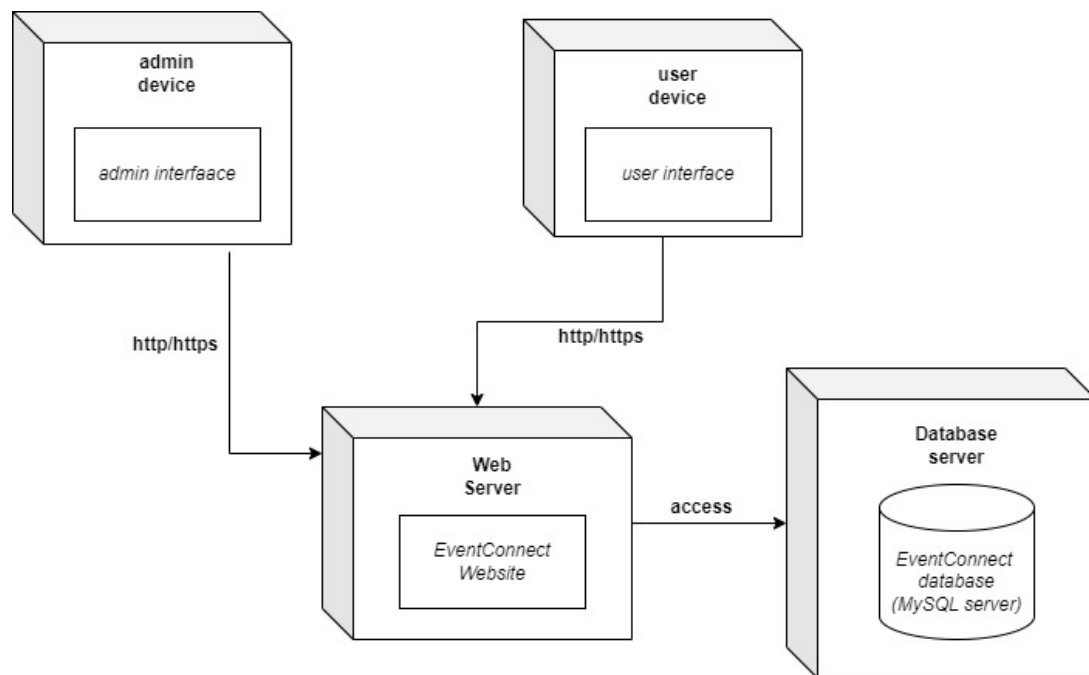 admin
device
admin interfaace
user
device
user interface
http/https
http/https
Web
Server
EventConnect
Website
access
Database
server
EventConnect
database
(MySQL server)